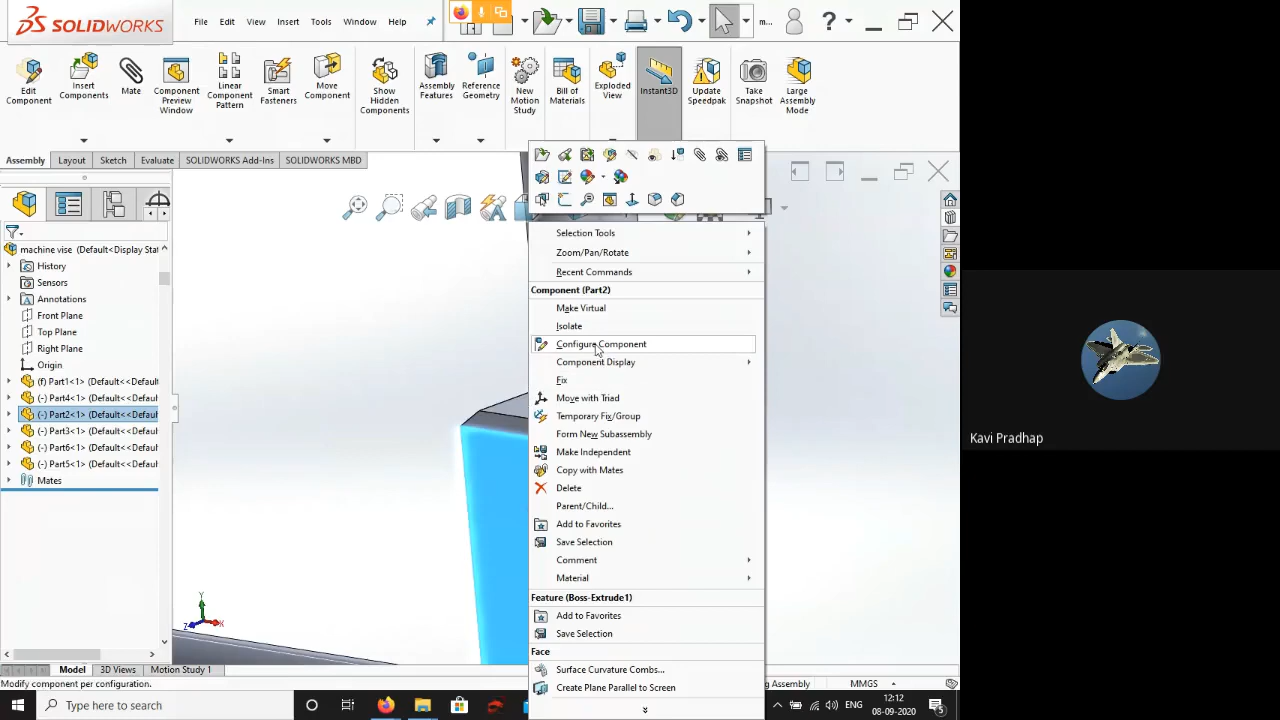 SOLIDWORKS
File Edit View Insert Tools Window Help
m... ?
Edit Component
Insert Components
Mate
Component Preview Window
Linear Component Pattern
Smart Fasteners
Move Component
Show Hidden Components
Assembly Features
Reference Geometry
New Motion Study
Bill of Materials
Exploded View
Instant3D
Update Speedpak
Take Snapshot
Large Assembly Mode
Assembly Layout Sketch Evaluate SOLIDWORKS Add-Ins SOLIDWORKS MBD
machine vise (Default<Display Sta
History
Sensors
Annotations
Front Plane
Top Plane
Right Plane
Origin
(f) Part1<1> (Default<<Default
(-) Part4<1> (Default<<Defaul
(-) Part2<1> (Default<<Defaul
(-) Part3<1> (Default<<Defaul
(-) Part6<1> (Default<<Defaul
(-) Part5<1> (Default<<Defaul
Mates
Selection Tools
Zoom/Pan/Rotate
Recent Commands
Component (Part2)
Make Virtual
Isolate
Configure Component
Component Display
Fix
Move with Triad
Temporary Fix/Group
Form New Subassembly
Make Independent
Copy with Mates
Delete
Parent/Child...
Add to Favorites
Save Selection
Comment
Material
Feature (Boss-Extrude1)
Add to Favorites
Save Selection
Face
Surface Curvature Combs...
Create Plane Parallel to Screen
Y
Z X
Model 3D Views Motion Study 1
Modify component per configuration.
g Assembly MMGS
Type here to search
ENG
12:12
08-09-2020
5
Kavi Pradhap